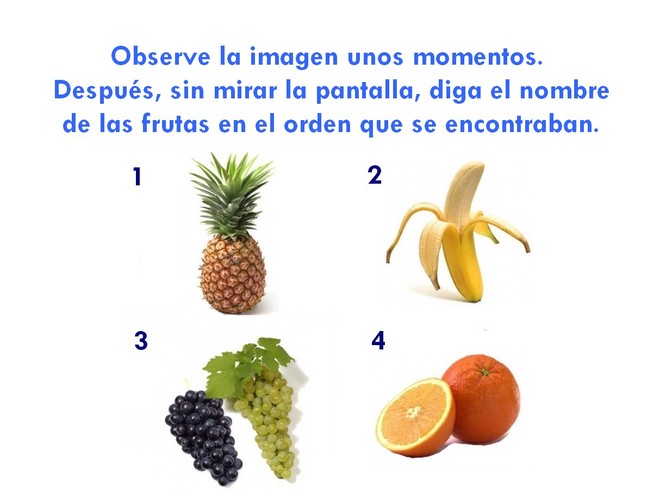 Observe la imagen unos momentos.
Después, sin mirar la pantalla, diga el nombre
de las frutas en el orden que se encontraban.
1
2
3
4